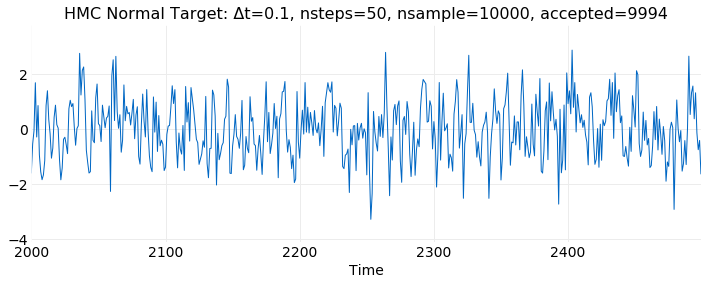 HMC Normal Target: Δt=0.1, nsteps=50, nsample=10000, accepted=9994
2
0
−2
−4
2000 2100 2200 2300 2400
Time